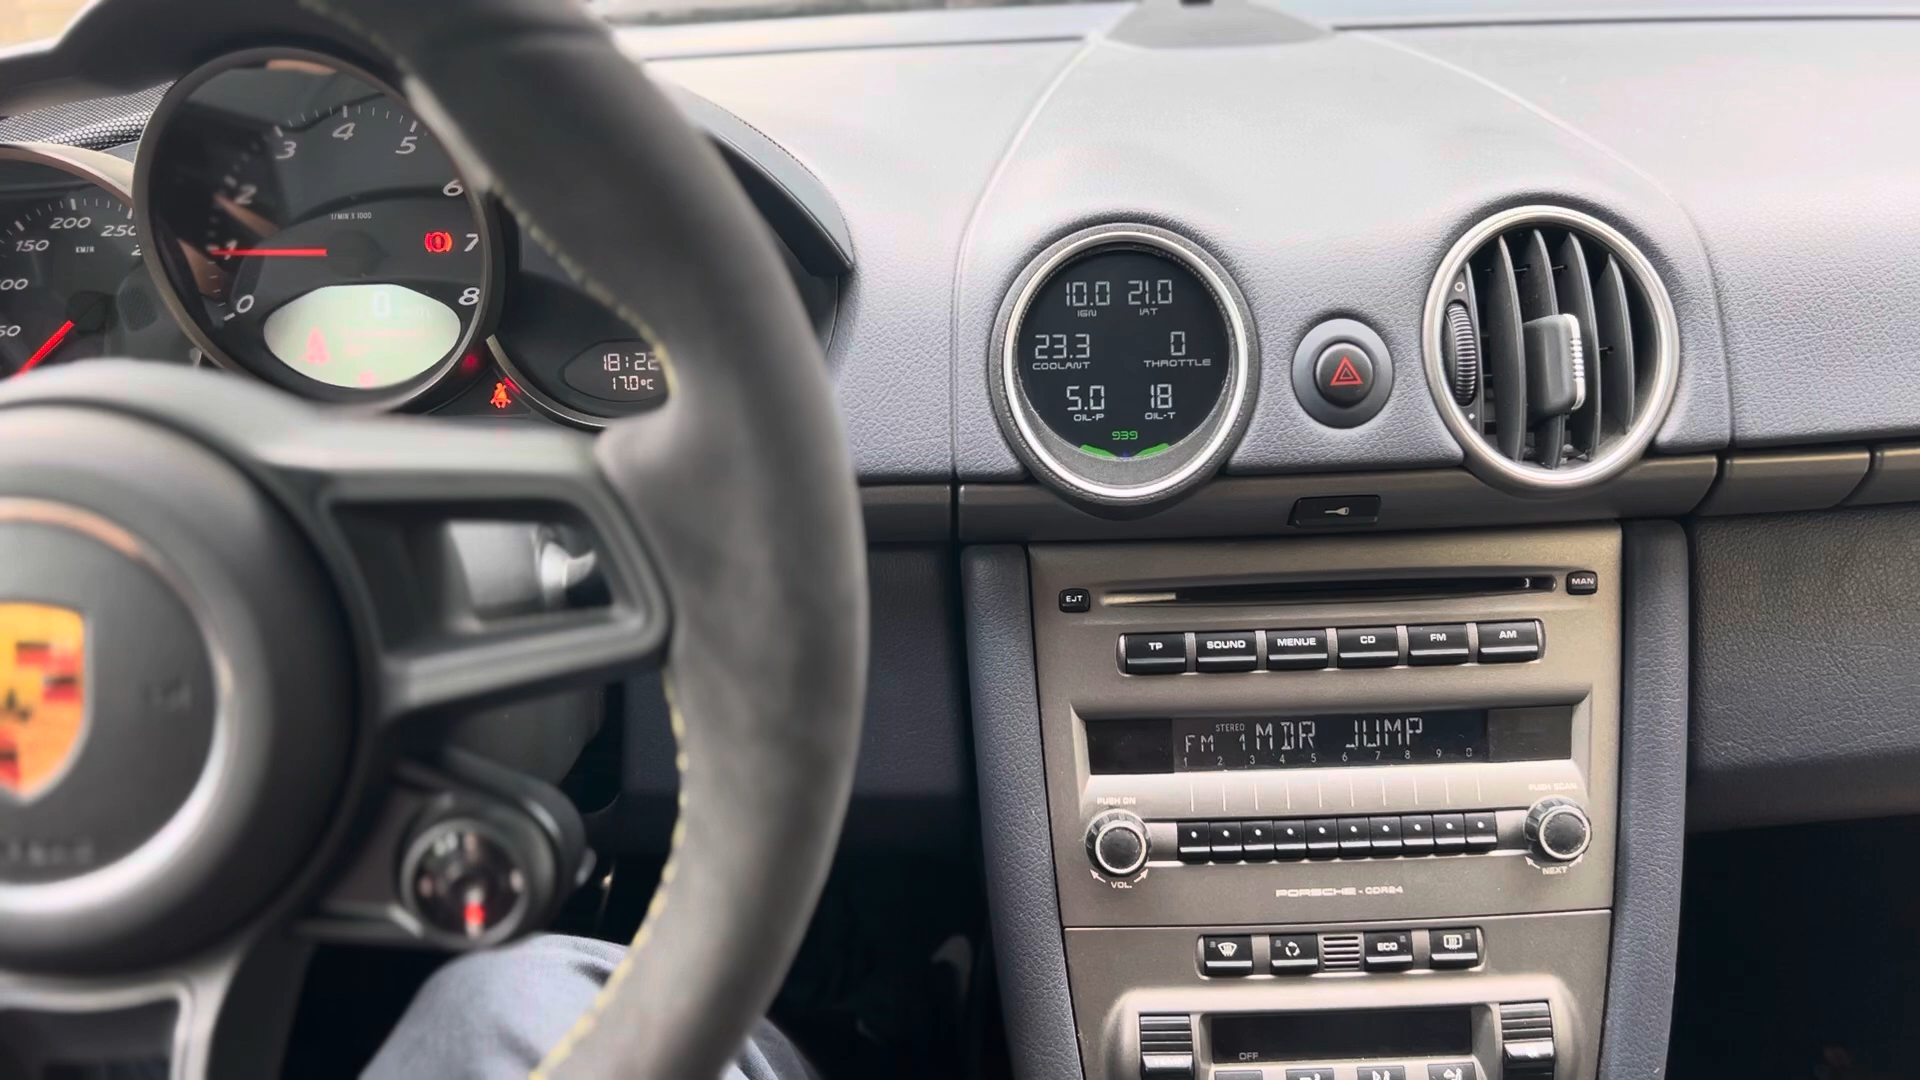 150
200
250
KM/H
50
0
1
2
3
4
5
6
7
8
1/MIN X 1000
0
18:22
17.0°C
10.0 21.0
IGN IAT
23.3 0
COOLANT THROTTLE
5.0 18
OIL-P OIL-T
939
EJT
MAN
TP SOUND MENUE CD FM AM
STEREO
FM 1 MDR JUMP
1 2 3 4 5 6 7 8 9 0
PUSH ON
PUSH SCAN
VOL.
NEXT
PORSCHE - CDR24
ECO
OFF